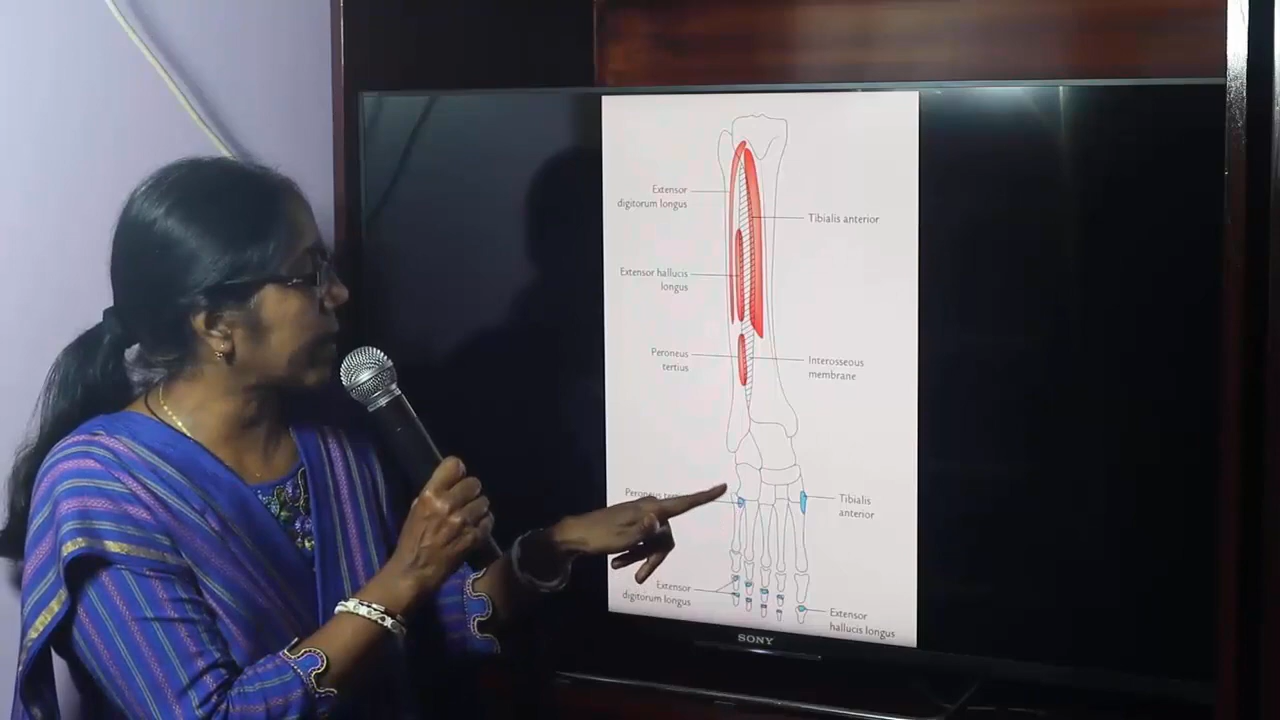 Extensor
digitorum longus
Tibialis anterior
Extensor hallucis
longus
Peroneus
tertius
Interosseous
membrane
Peroneus
Tibialis
anterior
Extensor
digitorum longus
Extensor
hallucis longus
SONY